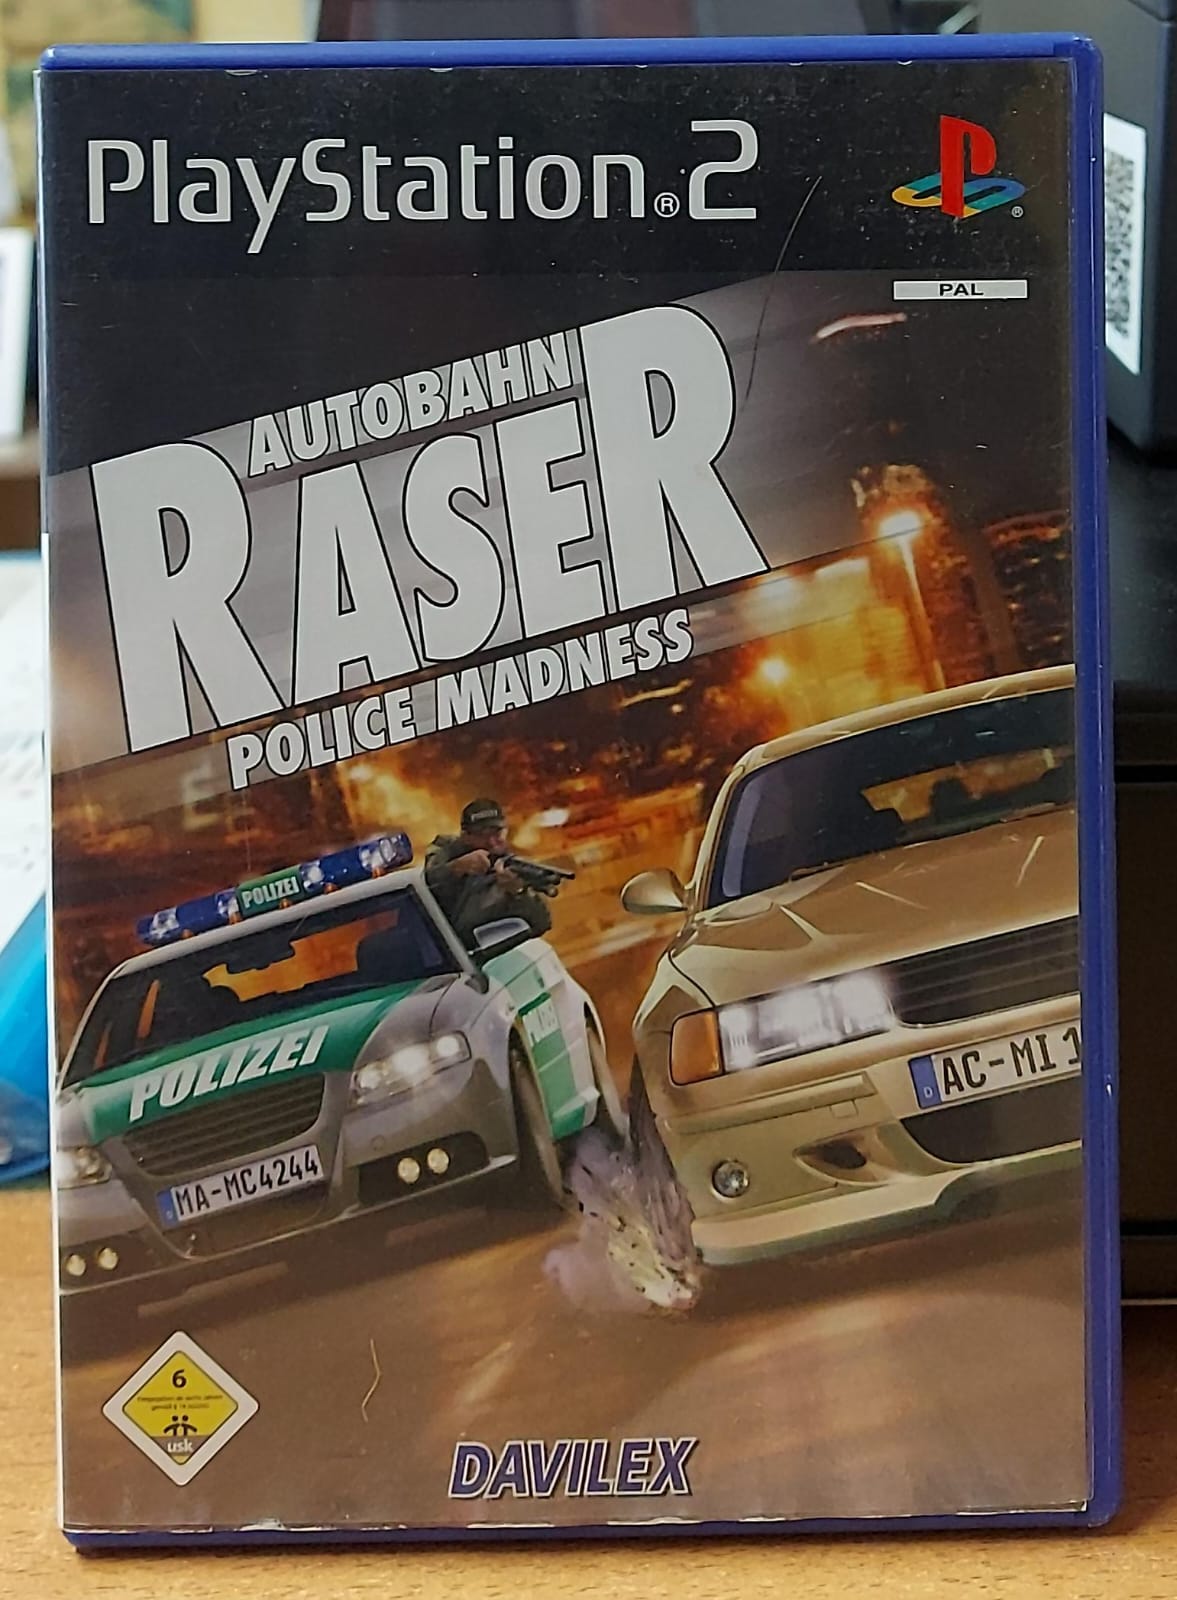 PlayStation®2
PAL
AUTOBAHN
RASER
POLICE MADNESS
POLIZEI
POLIZEI
AC-MI 1
MA-MC4244
6
usk
DAVILEX